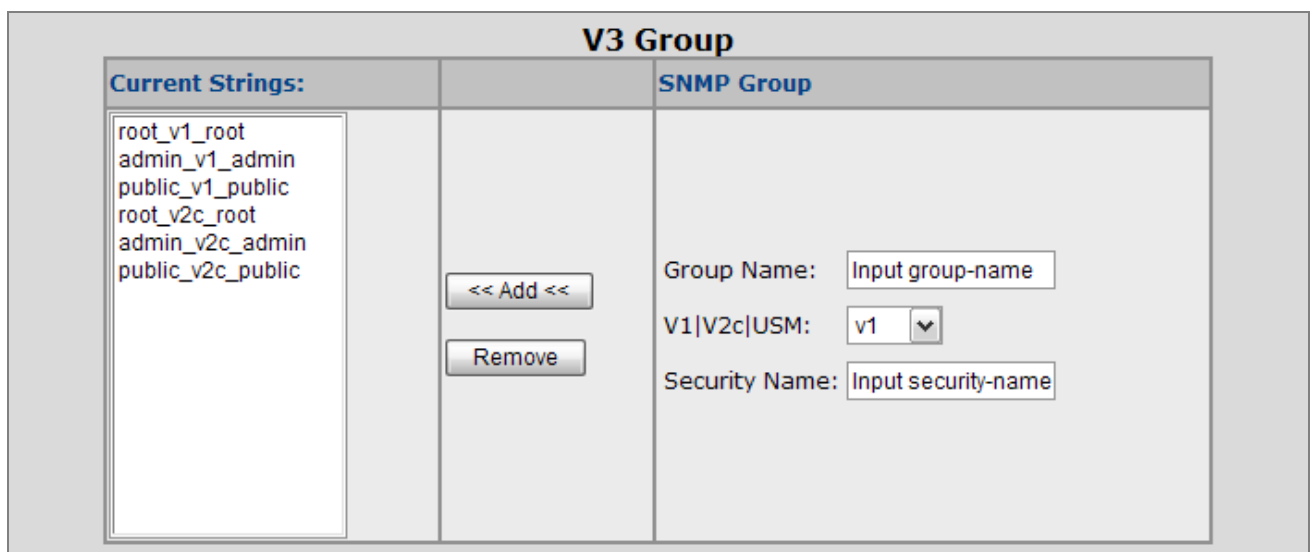 V3 Group
Current Strings:
SNMP Group
root_v1_root
admin_v1_admin
public_v1_public
root_v2c_root
admin_v2c_admin
public_v2c_public
<< Add <<
Remove
Group Name: Input group-name
V1|V2c|USM: v1
Security Name: Input security-name